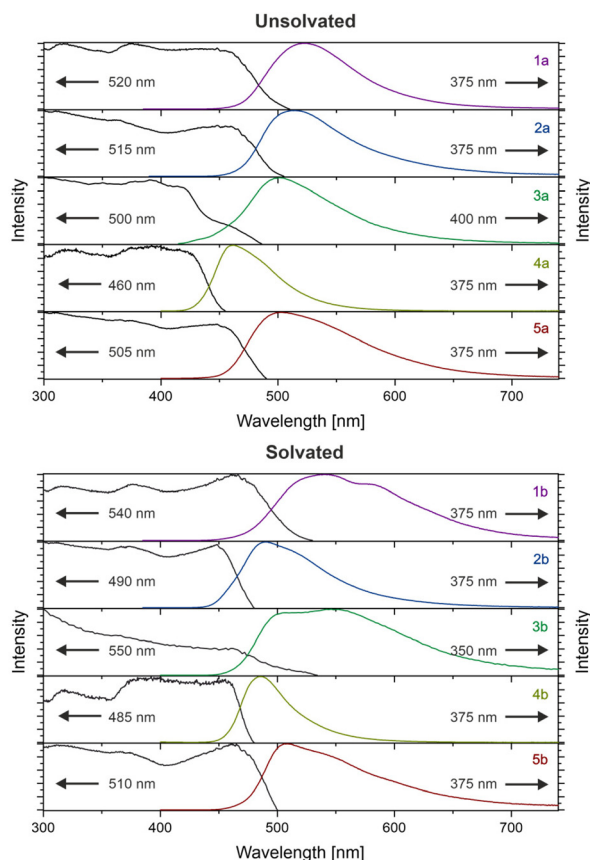 Unsolvated
1a
520 nm
375 nm
2a
515 nm
375 nm
3a
500 nm
400 nm
4a
460 nm
375 nm
5a
505 nm
375 nm
Intensity
Intensity
300 400 500 600 700
Wavelength [nm]
Solvated
1b
540 nm
375 nm
2b
490 nm
375 nm
3b
550 nm
350 nm
4b
485 nm
375 nm
5b
510 nm
375 nm
Intensity
Intensity
300 400 500 600 700
Wavelength [nm]